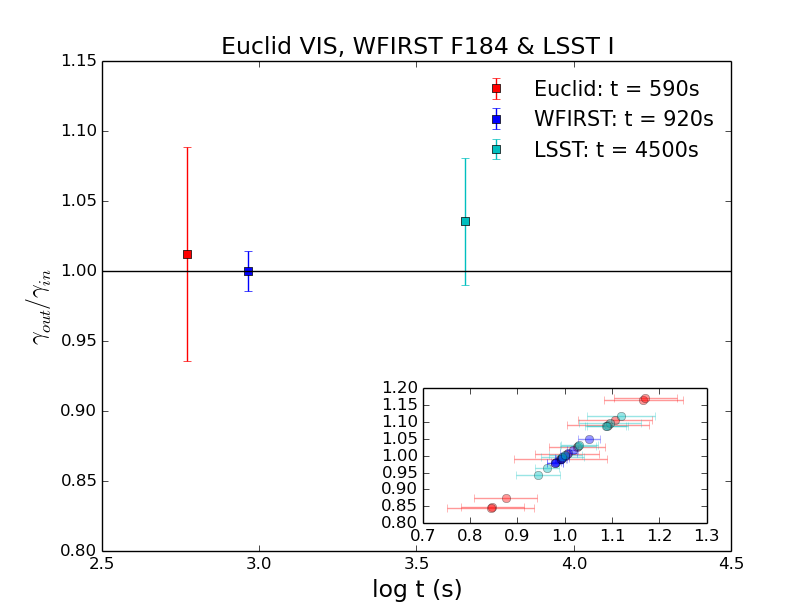 Euclid VIS, WFIRST F184 & LSST I
1.15
1.10
1.05
1.00
0.95
0.90
0.85
0.80
γout/γin
Euclid: t = 590s
WFIRST: t = 920s
LSST: t = 4500s
1.20
1.15
1.10
1.05
1.00
0.95
0.90
0.85
0.80
0.7 0.8 0.9 1.0 1.1 1.2 1.3
2.5 3.0 3.5 4.0 4.5
log t (s)